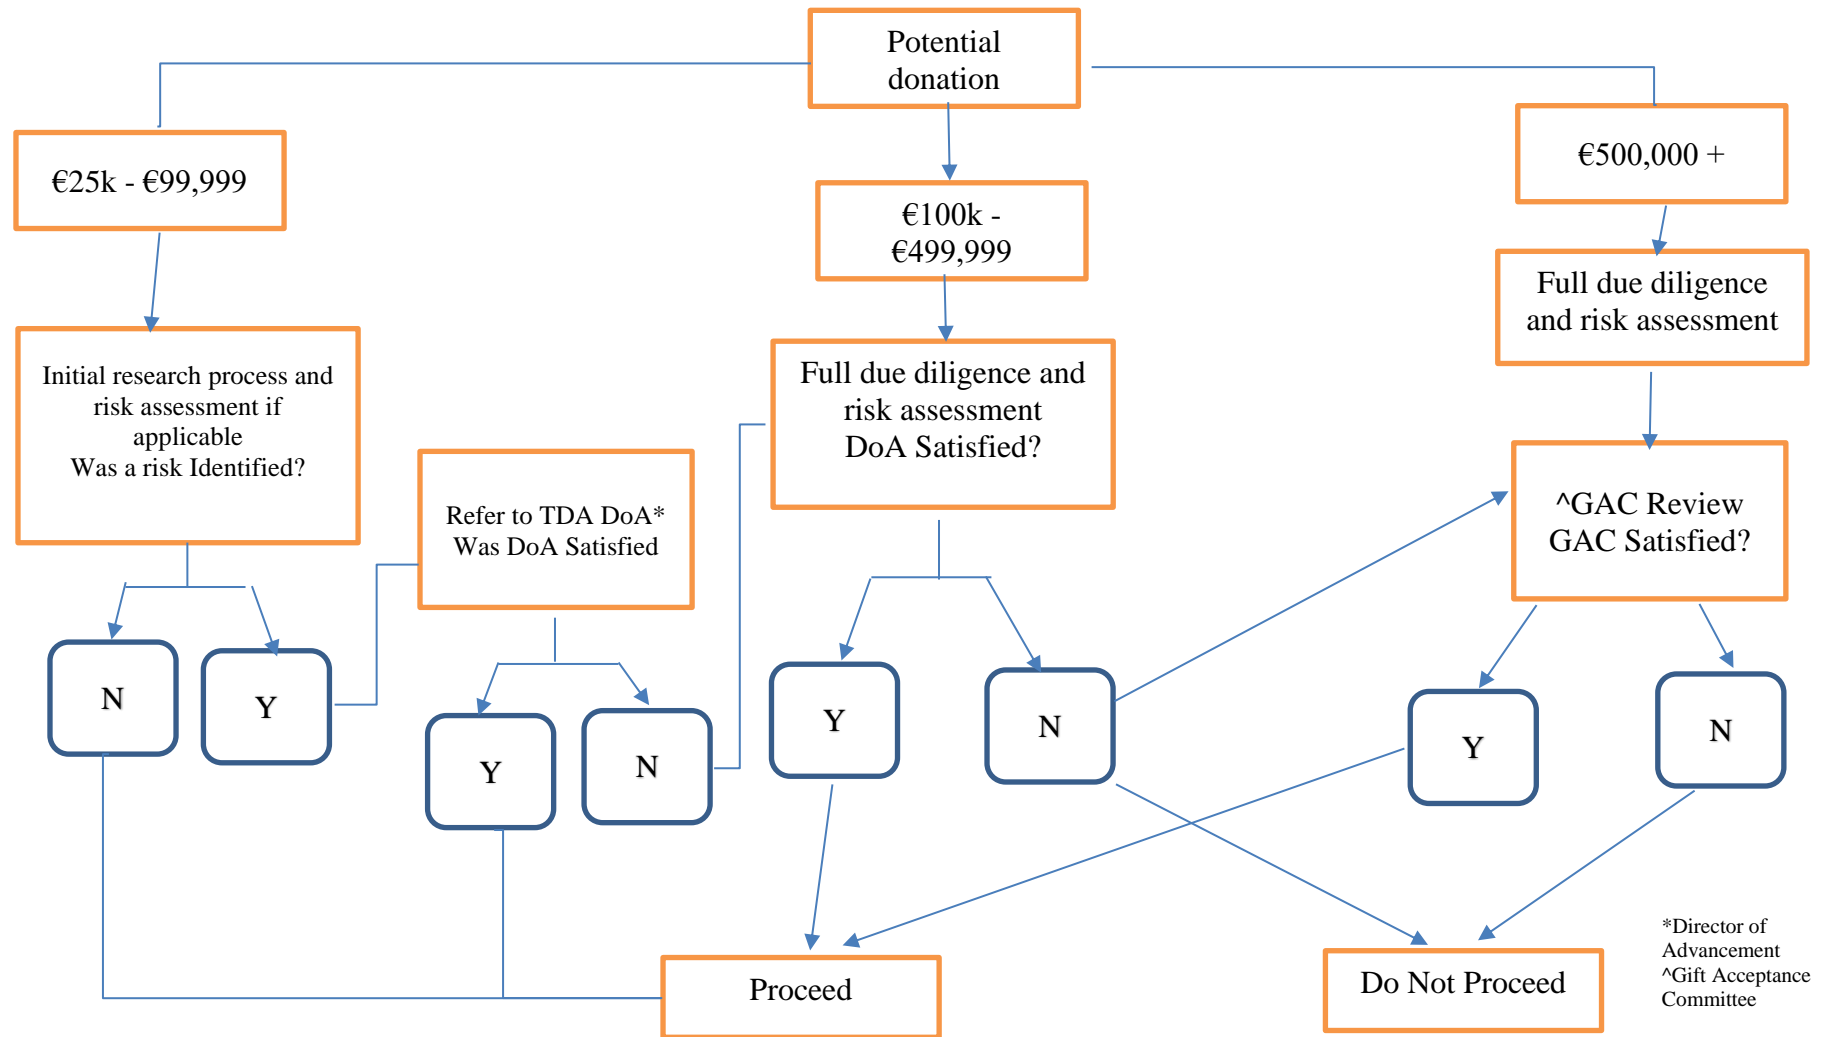 Potential
donation
€25k - €99,999
€100k -
€499,999
€500,000 +
Initial research process and
risk assessment if
applicable
Was a risk Identified?
Refer to TDA DoA*
Was DoA Satisfied
Full due diligence and
risk assessment
DoA Satisfied?
Full due diligence
and risk assessment
^GAC Review
GAC Satisfied?
N
Y
Y
N
Y
N
Y
N
Proceed
Do Not Proceed
*Director of
Advancement
^Gift Acceptance
Committee